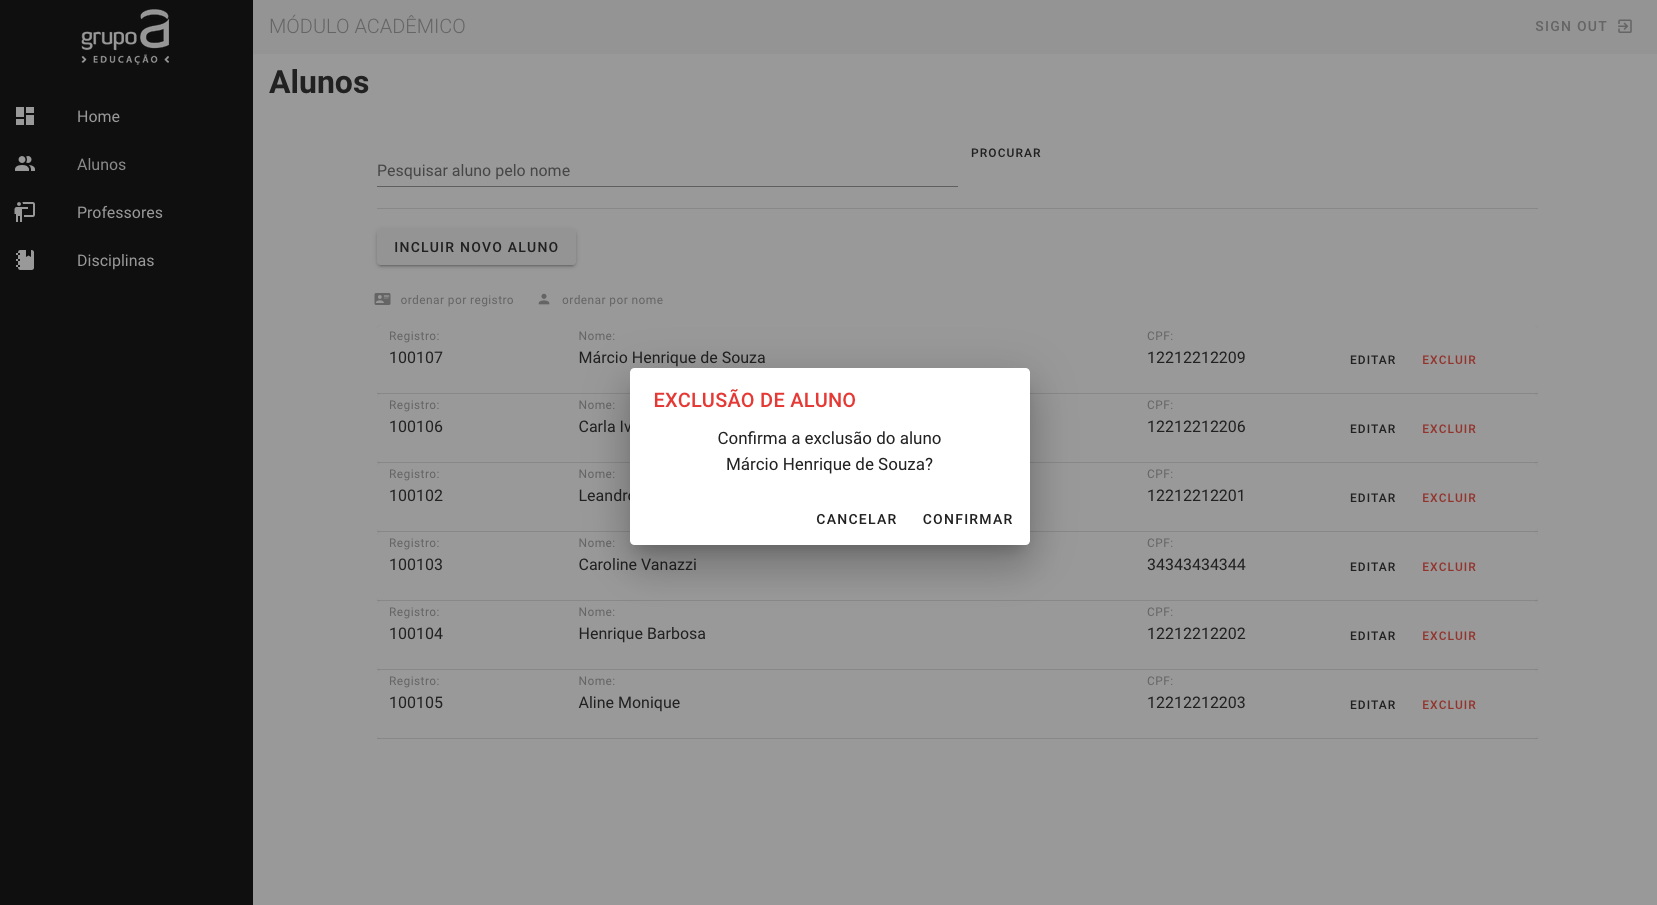 grupo a
> EDUCAÇÃO <
Home
Alunos
Professores
Disciplinas
MÓDULO ACADÊMICO
SIGN OUT
Alunos
Pesquisar aluno pelo nome
PROCURAR
INCLUIR NOVO ALUNO
ordenar por registro ordenar por nome
Registro: Nome: CPF:
100107 Márcio Henrique de Souza 12212212209 EDITAR EXCLUIR
Registro: Nome: CPF:
100106 Carla 12212212206 EDITAR EXCLUIR
Registro: Nome: CPF:
100102 12212212201 EDITAR EXCLUIR
Registro: Nome: CPF:
100103 Caroline Vanazzi 34343434344 EDITAR EXCLUIR
Registro: Nome: CPF:
100104 Henrique Barbosa 12212212202 EDITAR EXCLUIR
Registro: Nome: CPF:
100105 Aline Monique 12212212203 EDITAR EXCLUIR
EXCLUSÃO DE ALUNO
Confirma a exclusão do aluno
Márcio Henrique de Souza?
CANCELAR CONFIRMAR